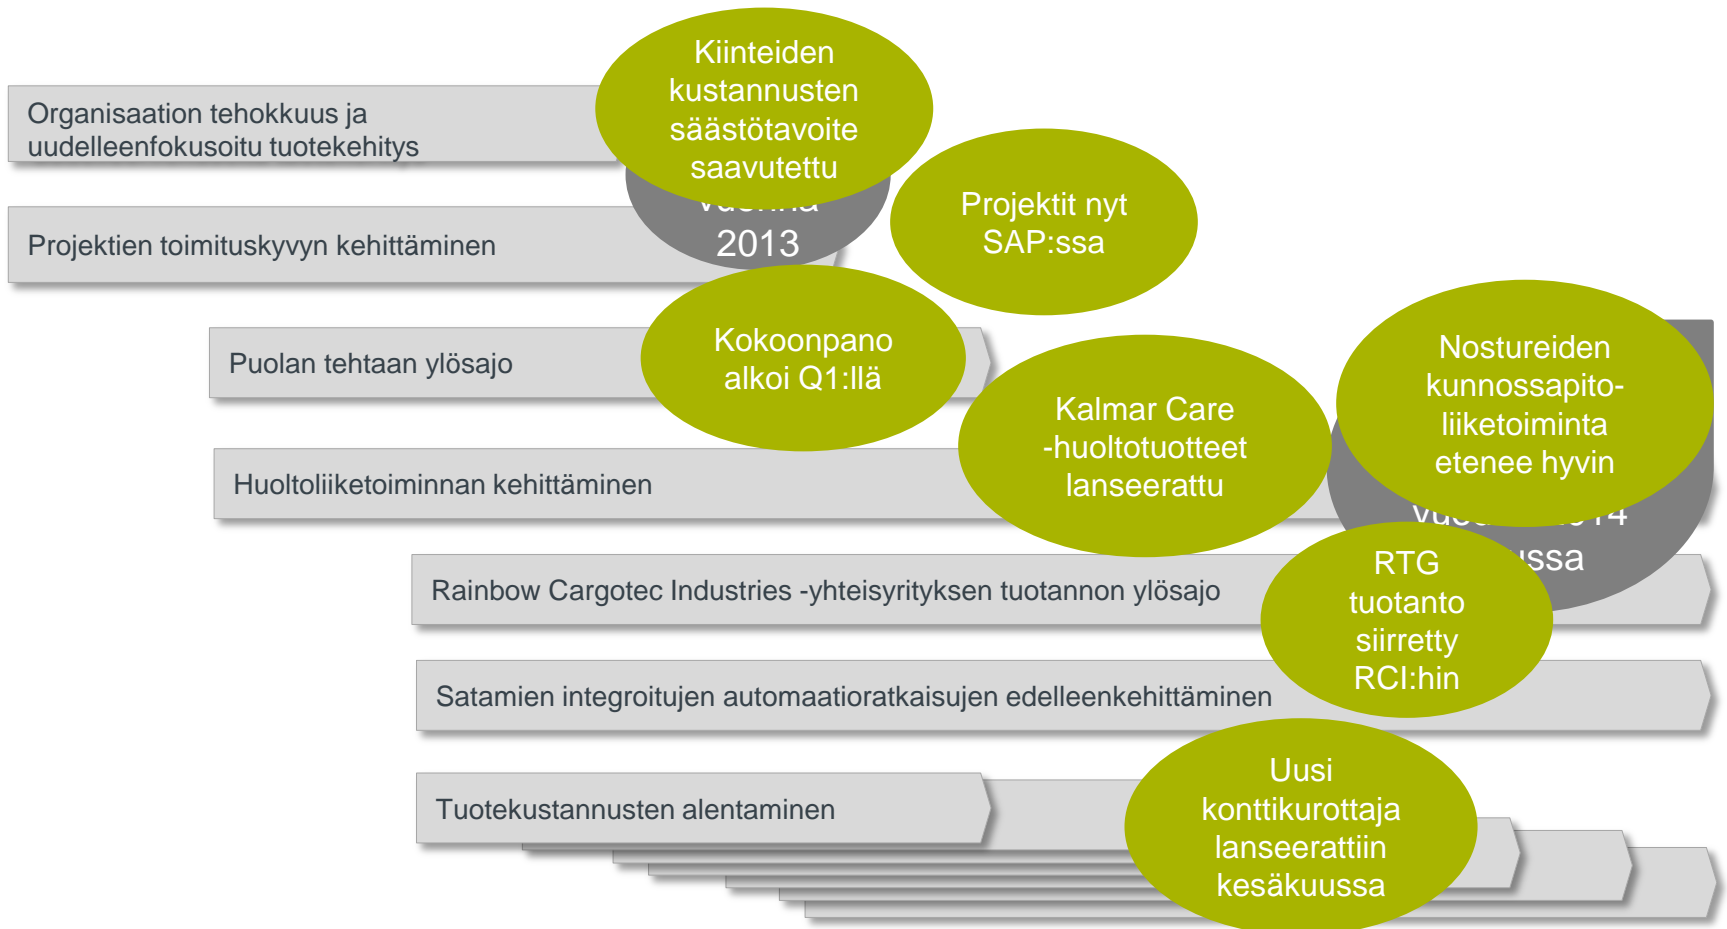 Kiinteiden
kustannusten
säästötavoite
saavutettu
Organisaation tehokkuus ja
uudelleenfokusoitu tuotekehitys
2013
Projektit nyt
SAP:ssa
Projektien toimituskyvyn kehittäminen
Puolan tehtaan ylösajo
Kokoonpano
alkoi Q1:llä
Kalmar Care
-huoltotuotteet
lanseerattu
Nostureiden
kunnossapito-
liiketoiminta
etenee hyvin
Huoltoliiketoiminnan kehittäminen
RTG
tuotanto
siirretty
RCI:hin
Rainbow Cargotec Industries -yhteisyrityksen tuotannon ylösajo
Satamien integroitujen automaatioratkaisujen edelleenkehittäminen
Tuotekustannusten alentaminen
Uusi
konttikurottaja
lanseerattiin
kesäkuussa